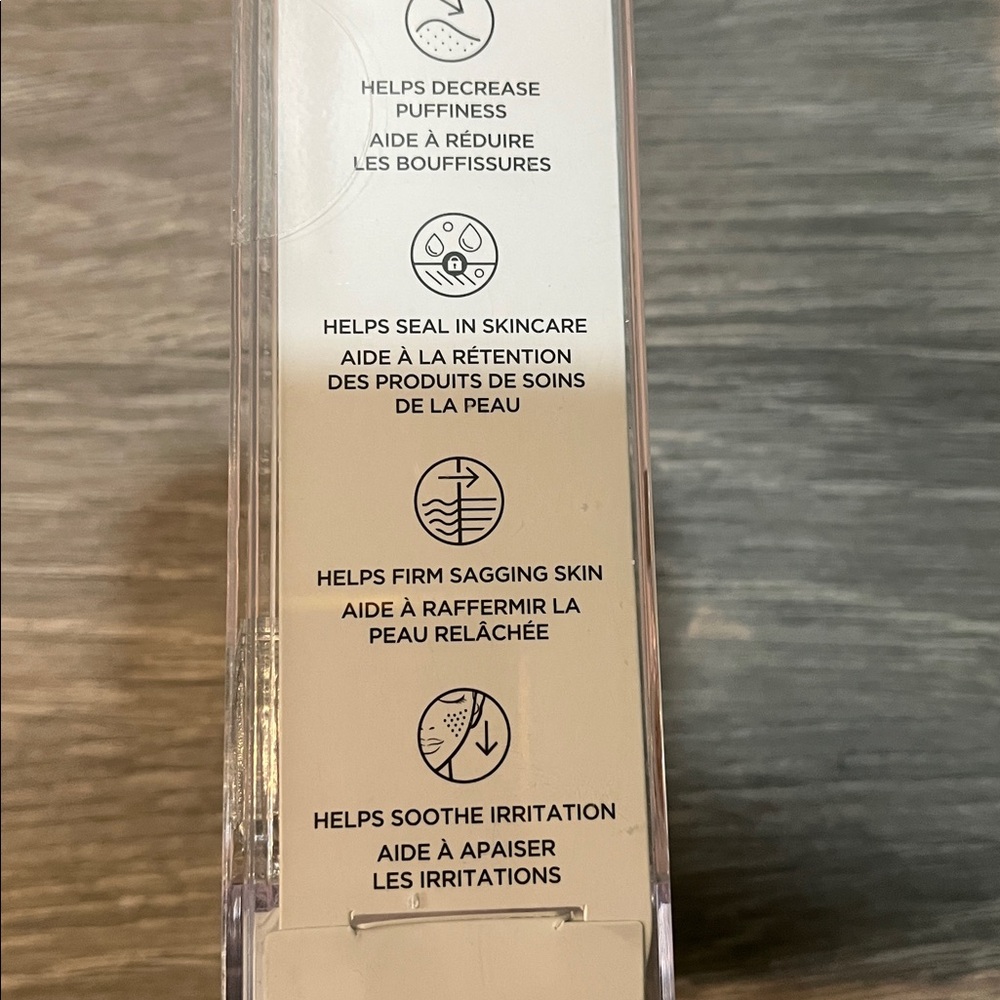 HELPS DECREASE
PUFFINESS
AIDE À RÉDUIRE
LES BOUFFISSURES
HELPS SEAL IN SKINCARE
AIDE À LA RÉTENTION
DES PRODUITS DE SOINS
DE LA PEAU
HELPS FIRM SAGGING SKIN
AIDE À RAFFERMIR LA
PEAU RELÂCHÉE
HELPS SOOTHE IRRITATION
AIDE À APAISER
LES IRRITATIONS